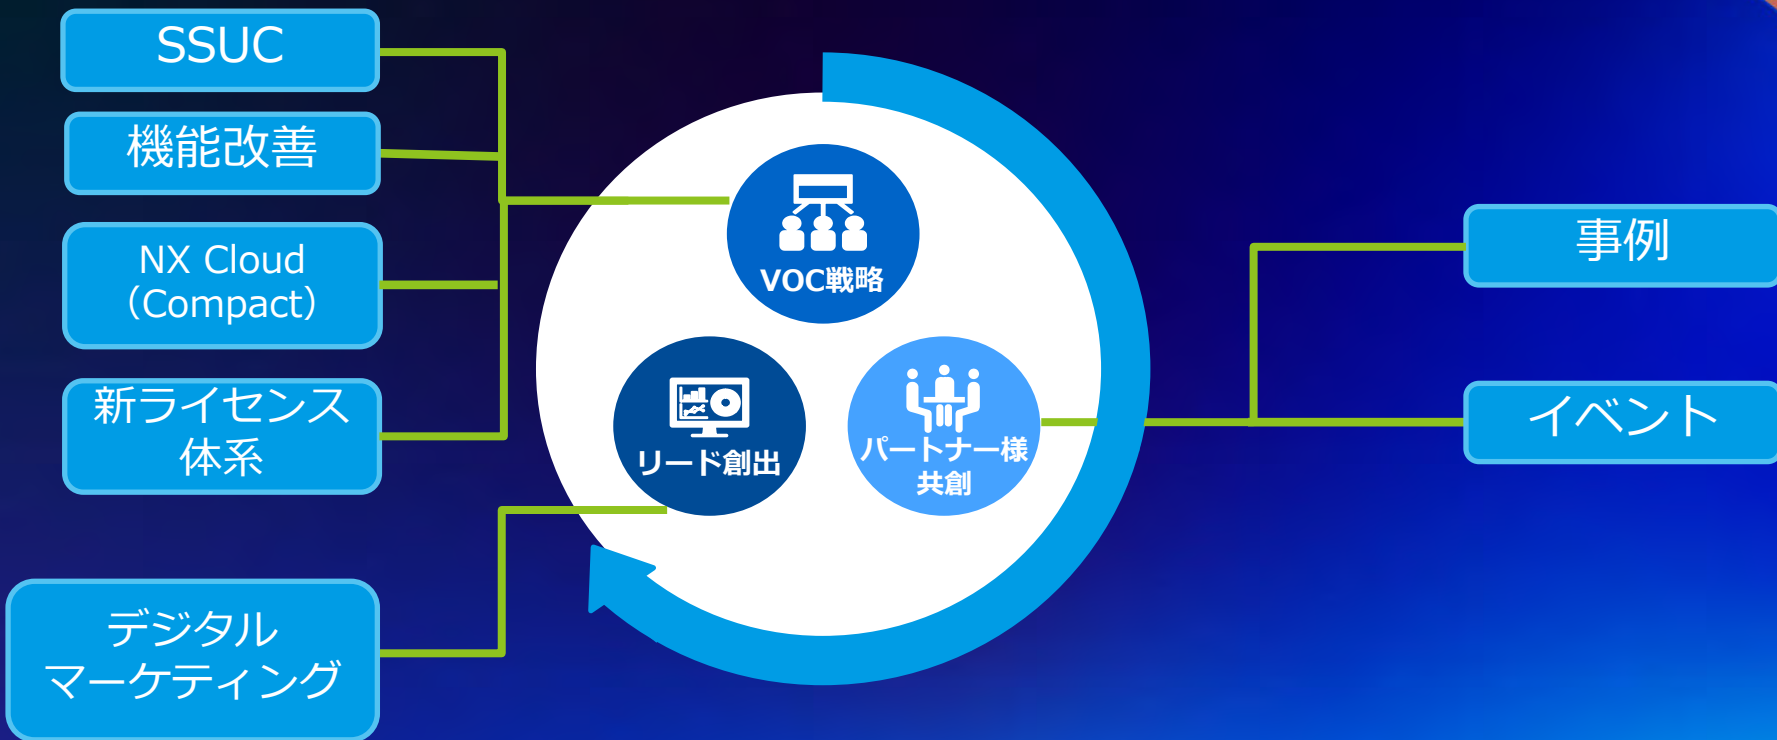 SSUC
機能改善
NX Cloud
（Compact）
新ライセンス
体系
デジタル
マーケティング
VOC戦略
リード創出
パートナー様
共創
事例
イベント